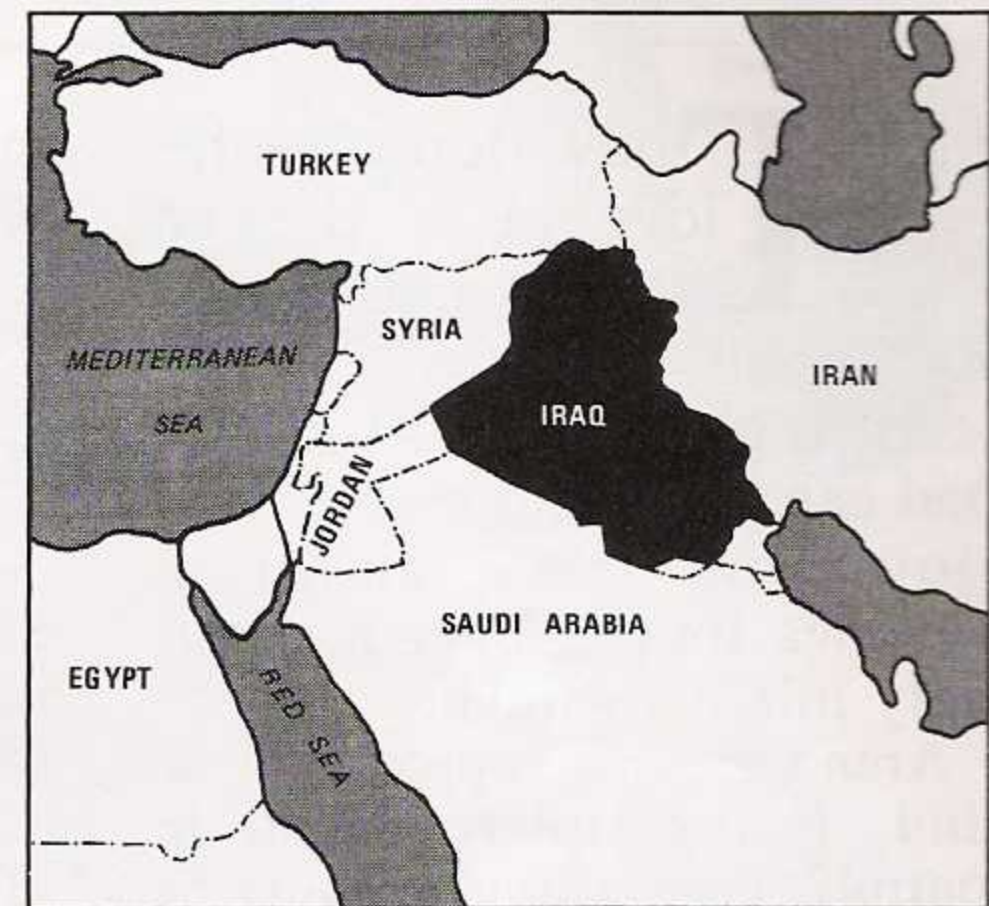 TURKEY
SYRIA
MEDITERRANEAN
SEA
IRAN
IRAQ
JORDAN
SAUDI ARABIA
EGYPT
RED SEA